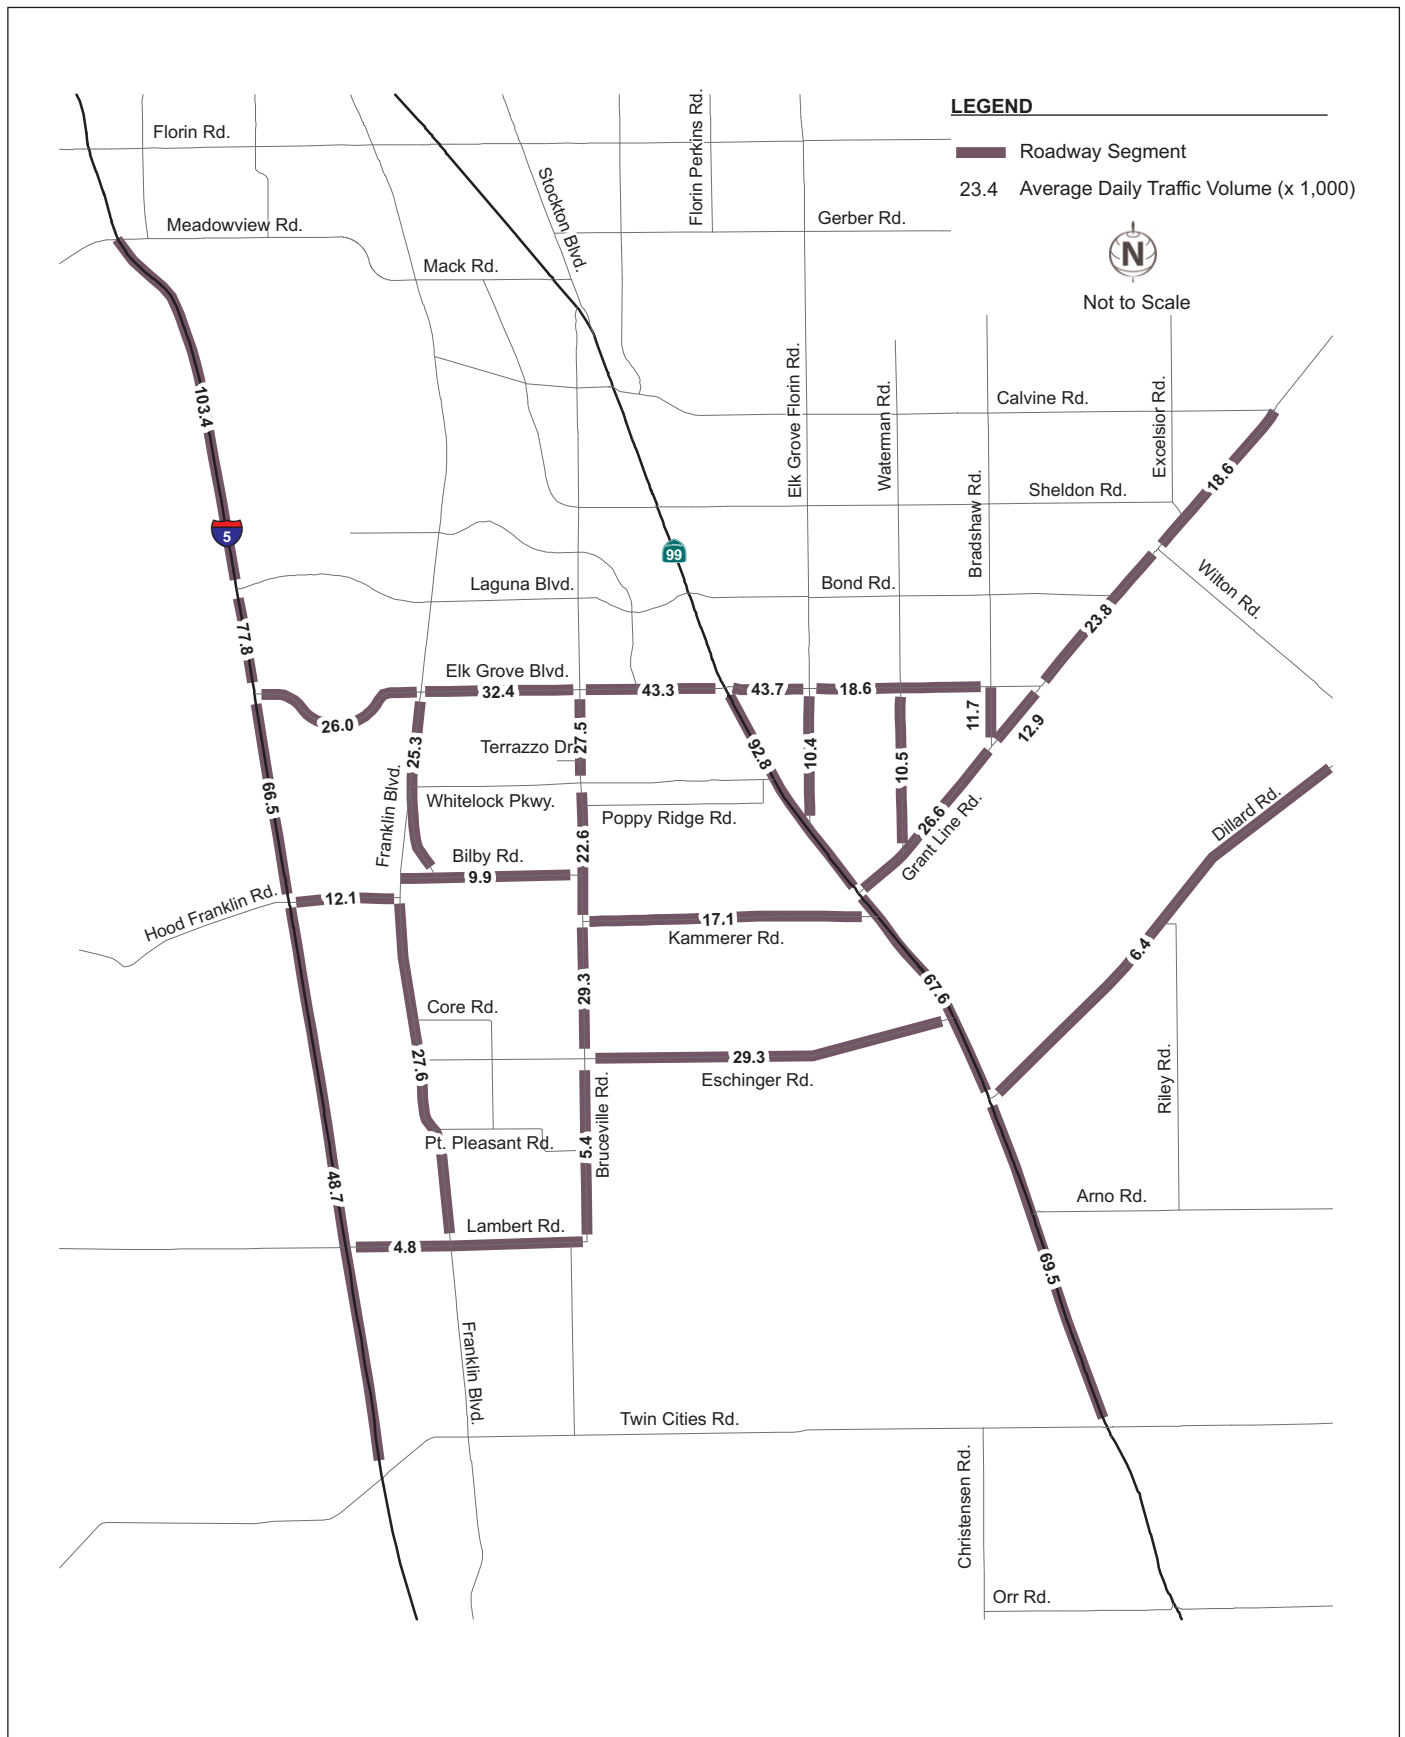 LEGEND
Roadway Segment
23.4 Average Daily Traffic Volume (x 1,000)
N
Not to Scale
Florin Rd.
Florin Perkins Rd.
Stockton Blvd.
Meadowview Rd.
Gerber Rd.
Mack Rd.
Elk Grove Florin Rd.
Waterman Rd.
Calvine Rd.
Excelsior Rd.
103.4
18.6
Bradshaw Rd.
Sheldon Rd.
5
99
Laguna Blvd.
Bond Rd.
Wilton Rd.
23.8
77.8
Elk Grove Blvd.
32.4
43.3
43.7
18.6
26.0
25.3
Terrazzo Dr.
27.5
92.8
10.4
10.5
11.7
12.9
66.5
Franklin Blvd.
Whitelock Pkwy.
Poppy Ridge Rd.
22.6
26.6
Grant Line Rd.
Dillard Rd.
Bilby Rd.
9.9
Hood Franklin Rd.
12.1
17.1
Kammerer Rd.
6.4
67.6
29.3
Core Rd.
27.6
29.3
Eschinger Rd.
Riley Rd.
Bruceville Rd.
5.4
Pt. Pleasant Rd.
48.7
Arno Rd.
Lambert Rd.
4.8
69.5
Franklin Blvd.
Twin Cities Rd.
Christensen Rd.
Orr Rd.